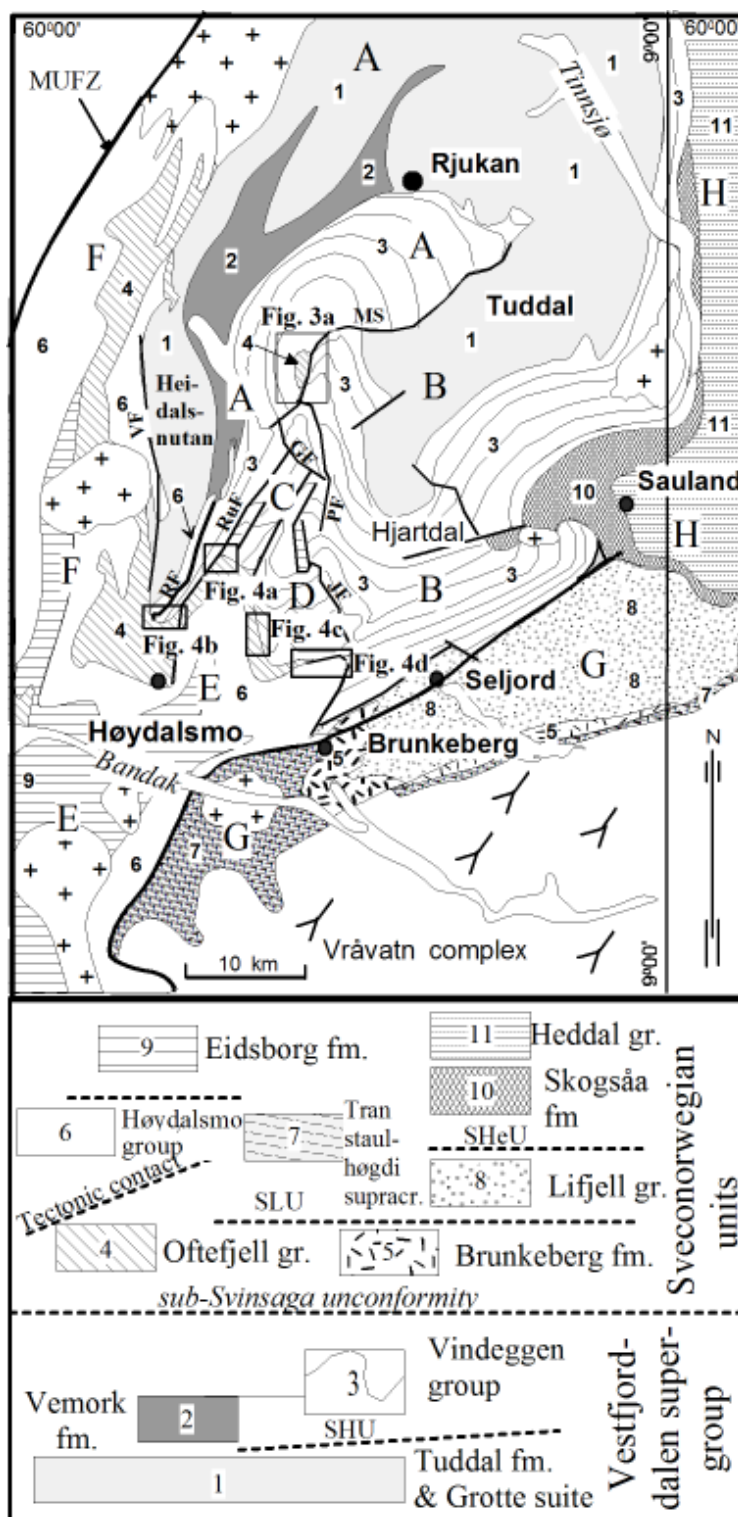 60°00'
9°00'
60°00'
MUFZ
A
1
1
Tinnsjø
3
11
11
2
Rjukan
1
H
F
4
2
A
3
1
Fig. 3a
MS
Tuddal
6
1
4
3
1
B
Hei-
dals-
nutan
6
VF
A
3
11
3
GF
C
RuF
PF
10
Sauland
6
Hjartdal
H
F
RF
Fig. 4a
D
3
JF
B
3
8
Fig. 4c
4
Fig. 4b
Fig. 4d
G
E
6
Seljord
8
8
7
Høydalsmo
5
Brunkeberg
5
N
Bandak
9
E
G
6
7
9°00'
Vråvatn complex
10 km
9
Eidsborg fm.
11
Heddal gr.
10
Skogsåa
fm
6
Høydalsmo
group
7
Tran
staul-
høgdi
supracr.
SHeU
Tectonic contact
SLU
8
Lifjell gr.
4
Oftefjell gr.
5
Brunkeberg fm.
Sveconorwegian
units
sub-Svinsaga unconformity
Vemork
fm.
2
3
Vindeggen
group
SHU
1
Tuddal fm.
& Grotte suite
Vestfjord-
dalen super-
group